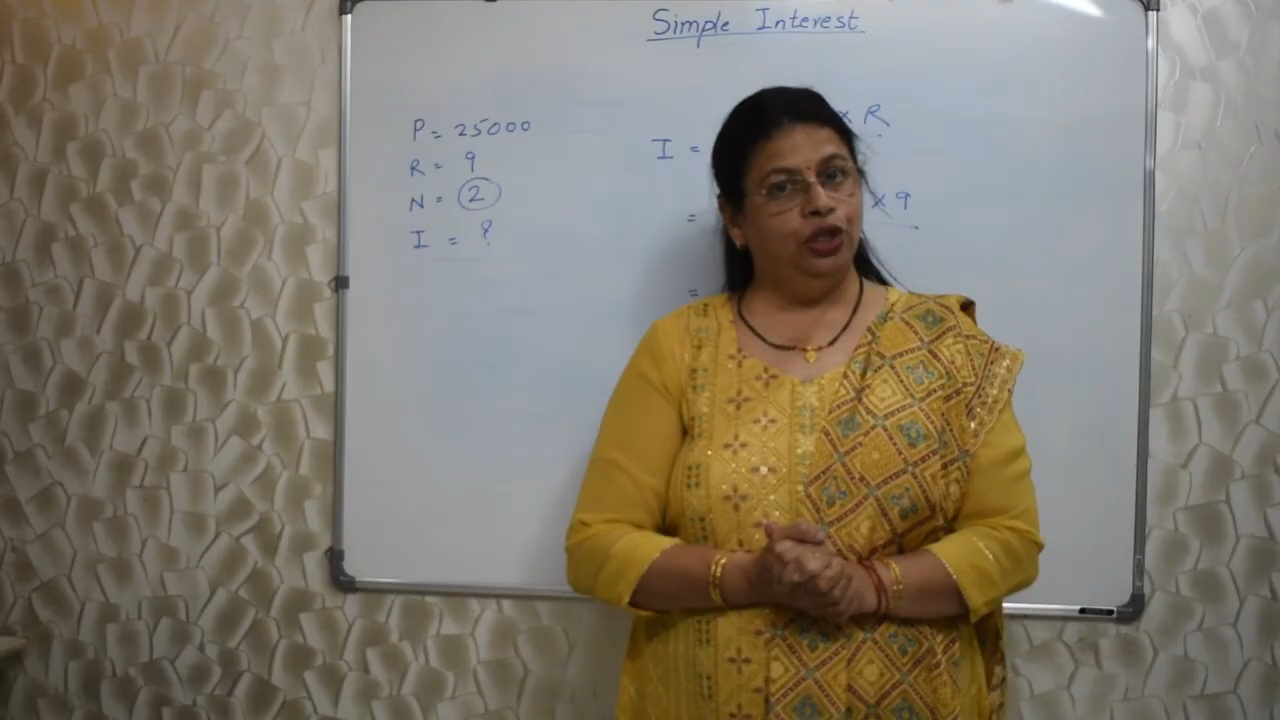 Simple Interest
P = 25000
R = 9
N = 2
I = ?
I = × R
= × 9
=